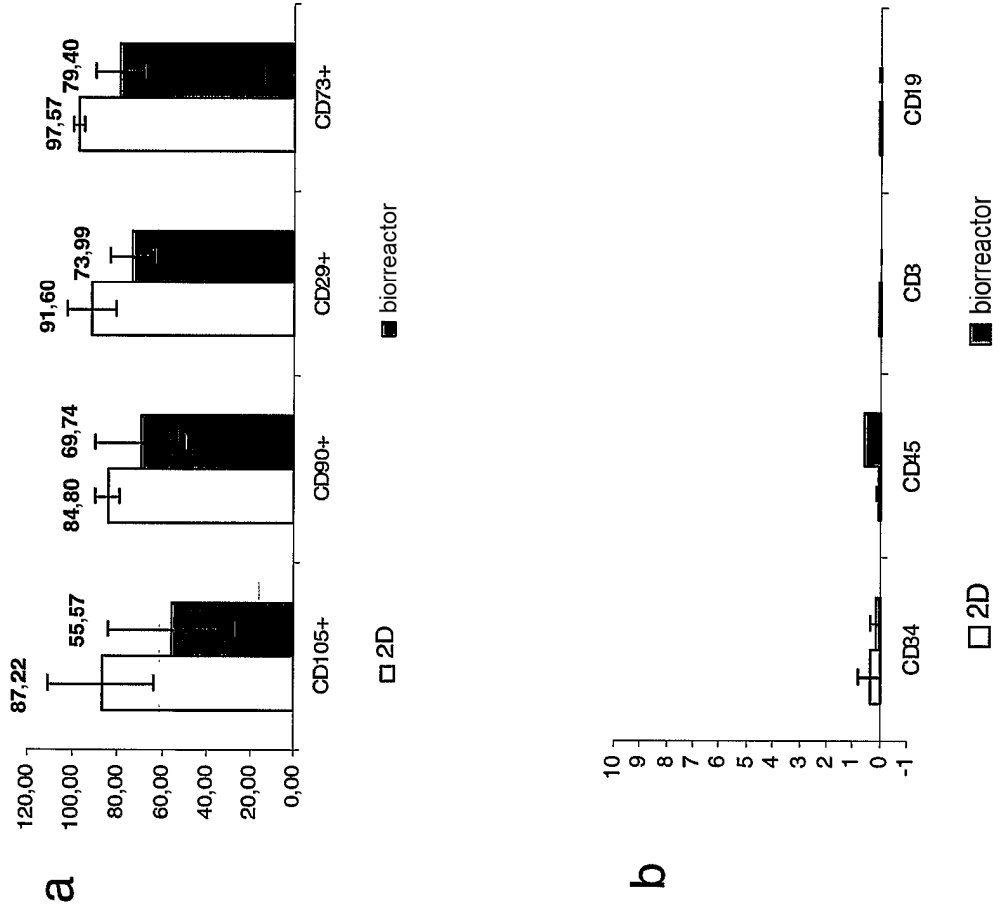 a
120,00
100,00
80,00
60,00
40,00
20,00
0,00
87,22
55,57
84,80
69,74
91,60
73,99
97,57
79,40
CD105+
CD90+
CD29+
CD73+
2D
biorreactor
b
10
9
8
7
6
5
4
3
2
1
0
-1
CD34
CD45
CD3
CD19
2D
biorreactor